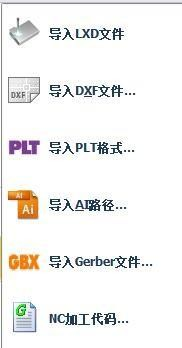 导入LXD文件
DXF 导入DXF文件...
PLT 导入PLT格式...
AI Ai 导入AI路径...
GBX 导入Gerber文件...
G NC加工代码...